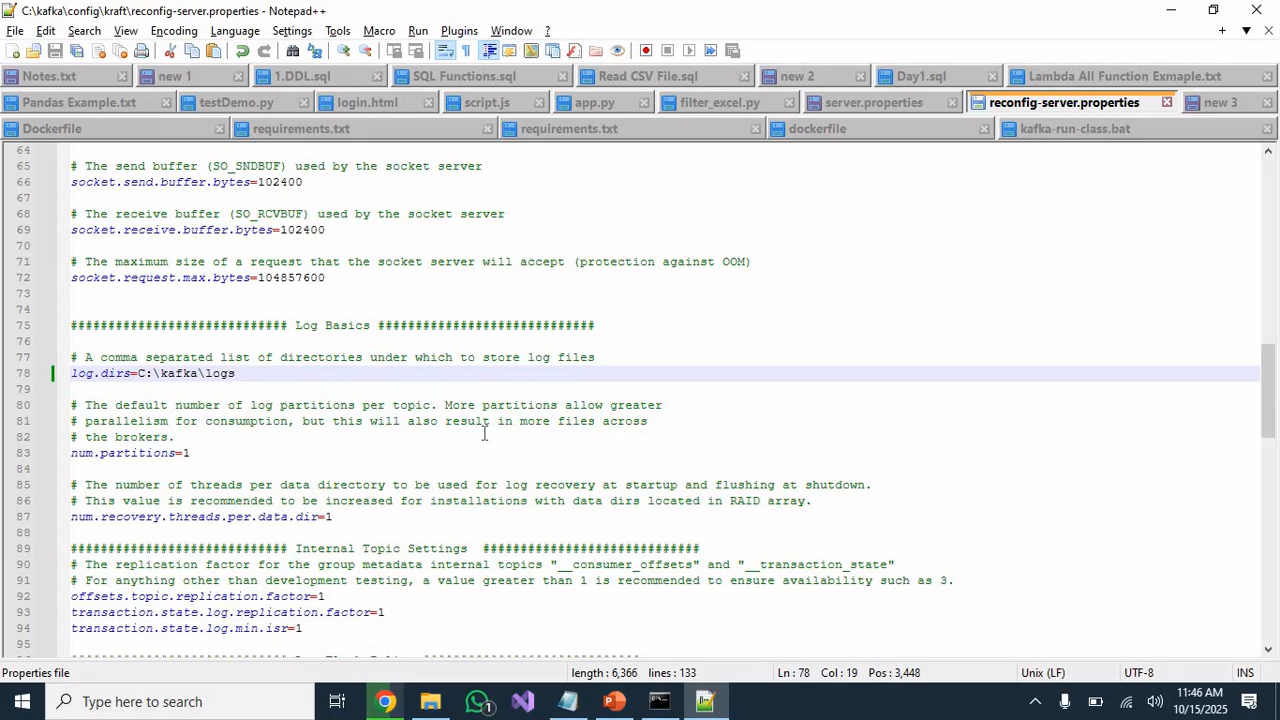 C:\kafka\config\kraft\reconfig-server.properties - Notepad++
File Edit Search View Encoding Language Settings Tools Macro Run Plugins Window ?
Notes.txt new 1 1.DDL.sql SQL Functions.sql Read CSV File.sql new 2 Day1.sql Lambda All Function Exmaple.txt
Pandas Example.txt testDemo.py login.html script.js app.py filter_excel.py server.properties reconfig-server.properties new 3
Dockerfile requirements.txt requirements.txt dockerfile kafka-run-class.bat
64
65 # The send buffer (SO_SNDBUF) used by the socket server
66 socket.send.buffer.bytes=102400
67
68 # The receive buffer (SO_RCVBUF) used by the socket server
69 socket.receive.buffer.bytes=102400
70
71 # The maximum size of a request that the socket server will accept (protection against OOM)
72 socket.request.max.bytes=104857600
73
74
75 ############################# Log Basics #############################
76
77 # A comma separated list of directories under which to store log files
78 log.dirs=C:\kafka\logs
79
80 # The default number of log partitions per topic. More partitions allow greater
81 # parallelism for consumption, but this will also result in more files across
82 # the brokers.
83 num.partitions=1
84
85 # The number of threads per data directory to be used for log recovery at startup and flushing at shutdown.
86 # This value is recommended to be increased for installations with data dirs located in RAID array.
87 num.recovery.threads.per.data.dir=1
88
89 ############################# Internal Topic Settings  #############################
90 # The replication factor for the group metadata internal topics "__consumer_offsets" and "__transaction_state"
91 # For anything other than development testing, a value greater than 1 is recommended to ensure availability such as 3.
92 offsets.topic.replication.factor=1
93 transaction.state.log.replication.factor=1
94 transaction.state.log.min.isr=1
95
Properties file length : 6,366 lines : 133 Ln : 78 Col : 19 Pos : 3,448 Unix (LF) UTF-8 INS
Type here to search 1 11:46 AM
10/15/2025